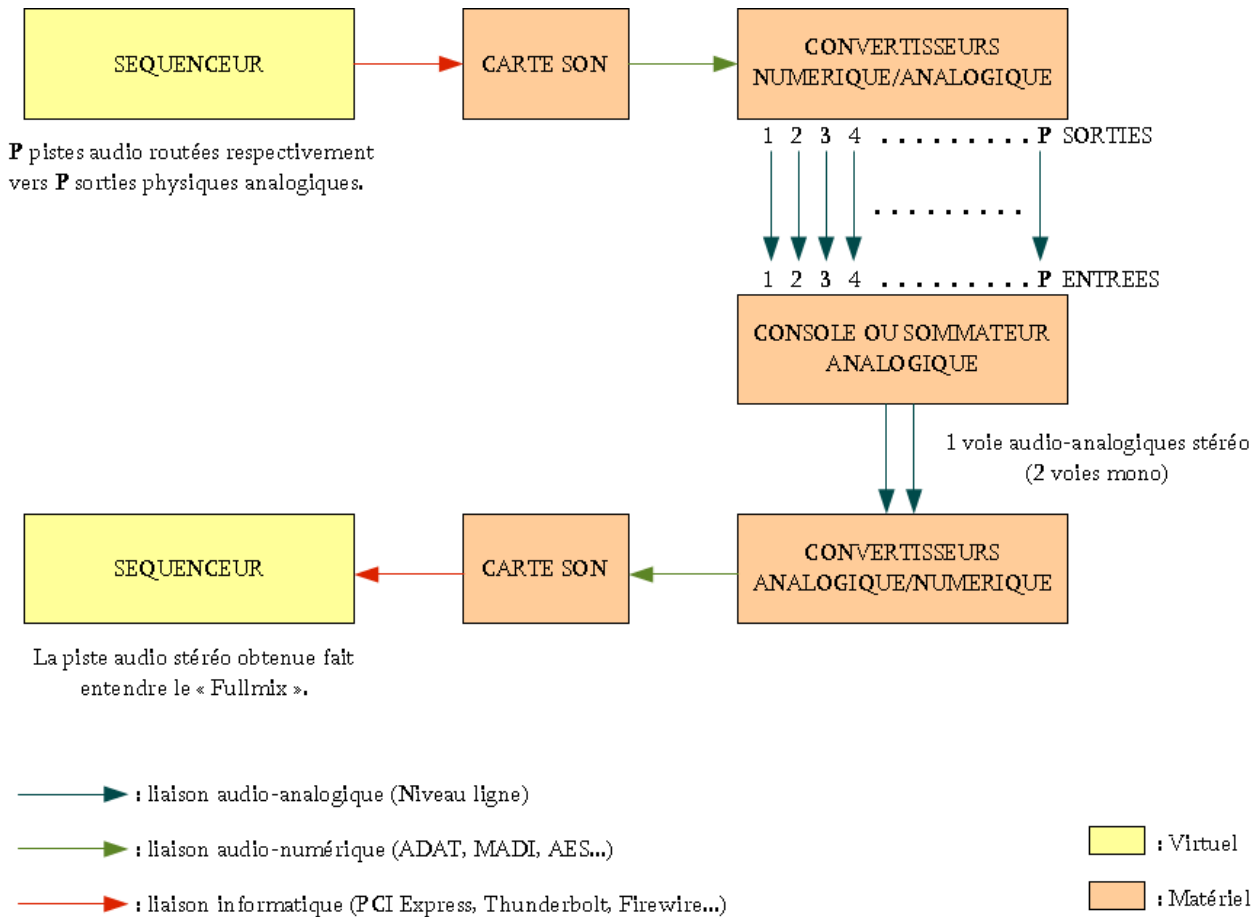 SEQUENCEUR
CARTE SON
CONVERTISSEURS
NUMERIQUE/ANALOGIQUE
P pistes audio routées respectivement
vers P sorties physiques analogiques.
1 2 3 4 . . . . . . . . . P SORTIES
. . . . . . . . .
1 2 3 4 . . . . . . . . . P ENTREES
CONSOLE OU SOMMATEUR
ANALOGIQUE
1 voie audio-analogiques stéréo
(2 voies mono)
SEQUENCEUR
CARTE SON
CONVERTISSEURS
ANALOGIQUE/NUMERIQUE
La piste audio stéréo obtenue fait
entendre le « Fullmix ».
: liaison audio-analogique (Niveau ligne)
: liaison audio-numérique (ADAT, MADI, AES...)
: Virtuel
: liaison informatique (PCI Express, Thunderbolt, Firewire...)
: Matériel